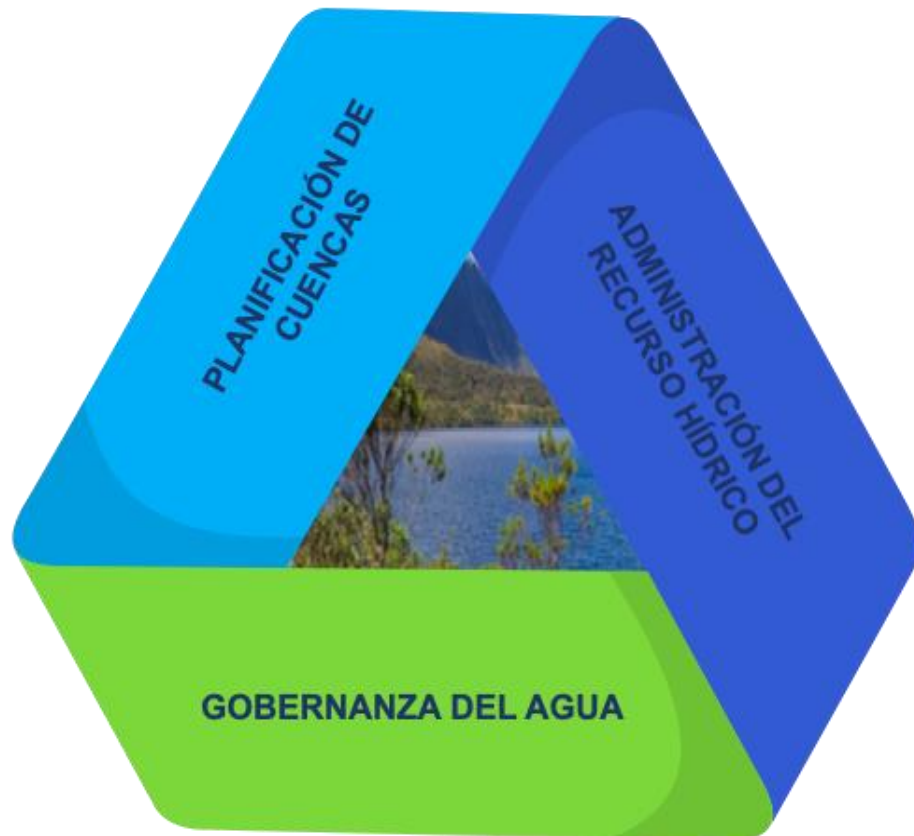 PLANIFICACIÓN DE
CUENCAS
ADMINISTRACIÓN DEL
RECURSO HÍDRICO
GOBERNANZA DEL AGUA